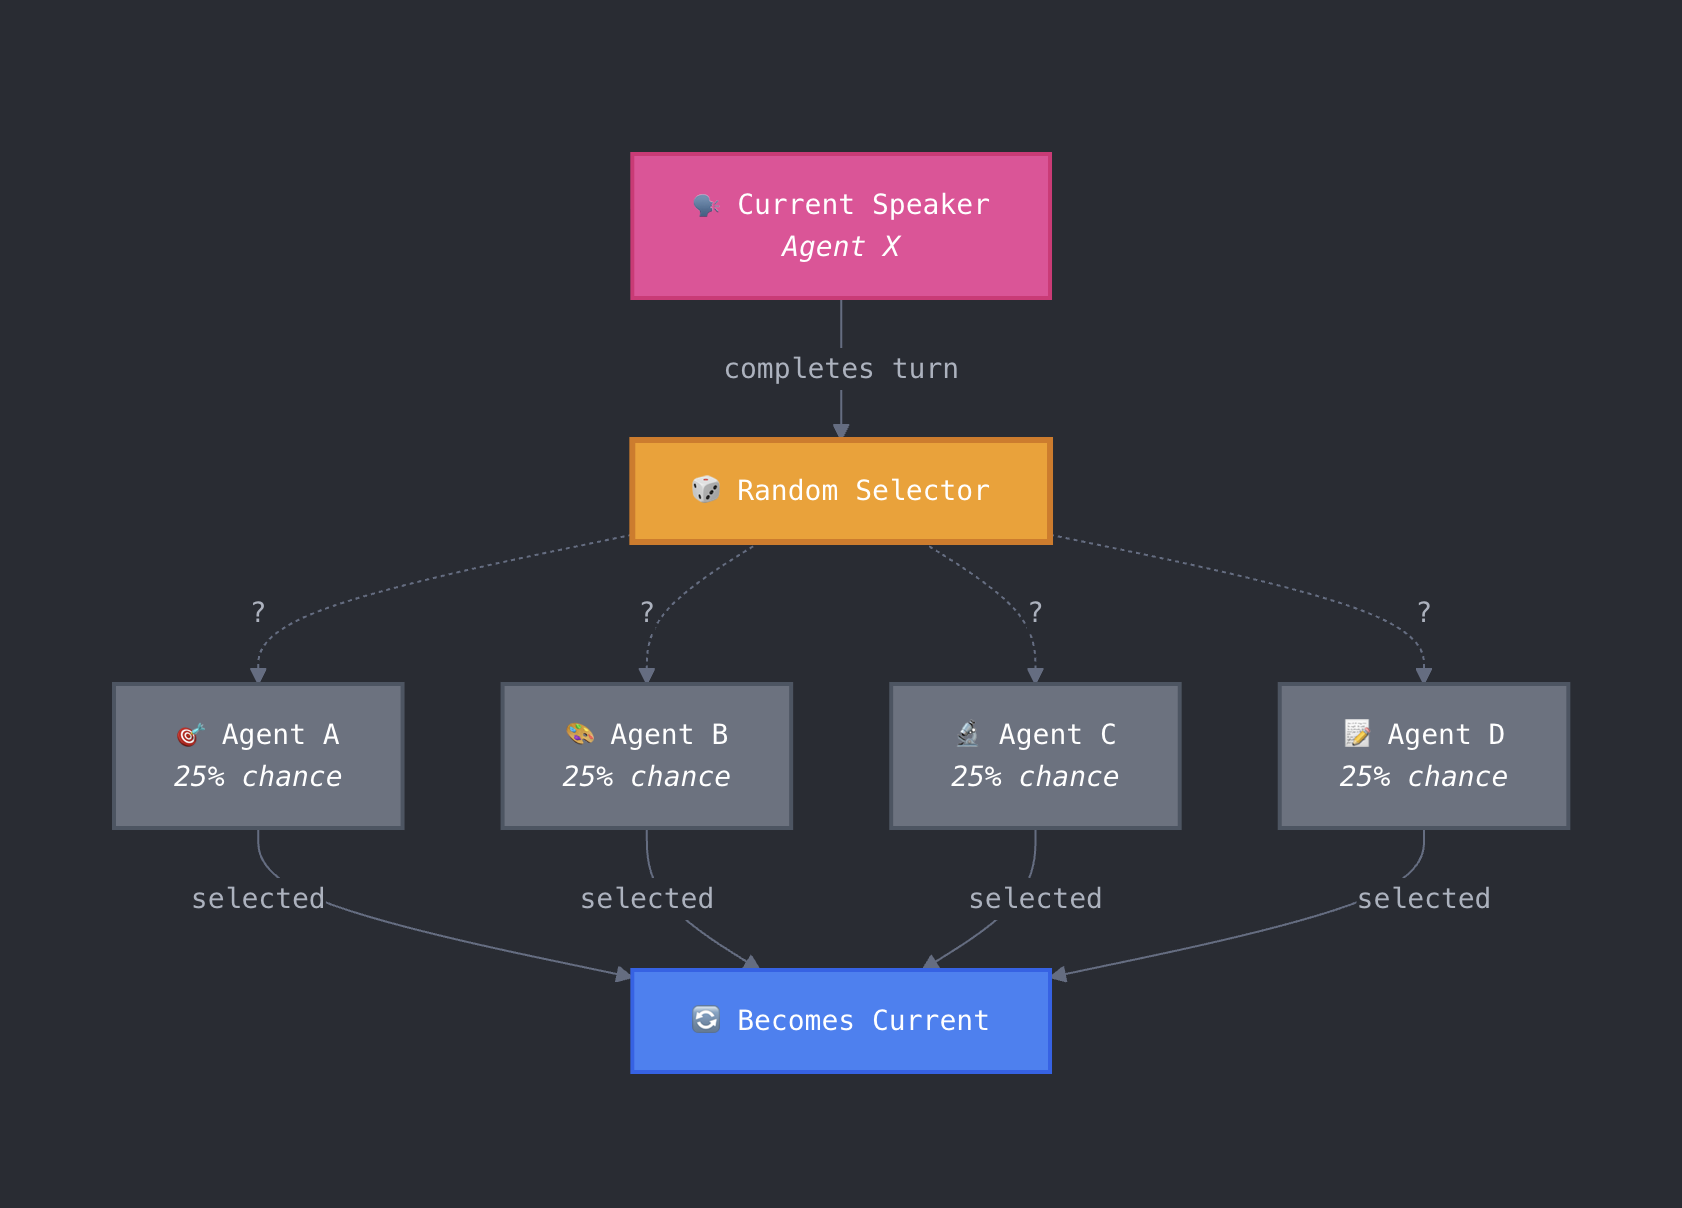 🗣️ Current Speaker
Agent X
completes turn
🎲 Random Selector
?
?
?
?
🎯 Agent A
25% chance
🎨 Agent B
25% chance
🔬 Agent C
25% chance
📝 Agent D
25% chance
selected
selected
selected
selected
🔄 Becomes Current